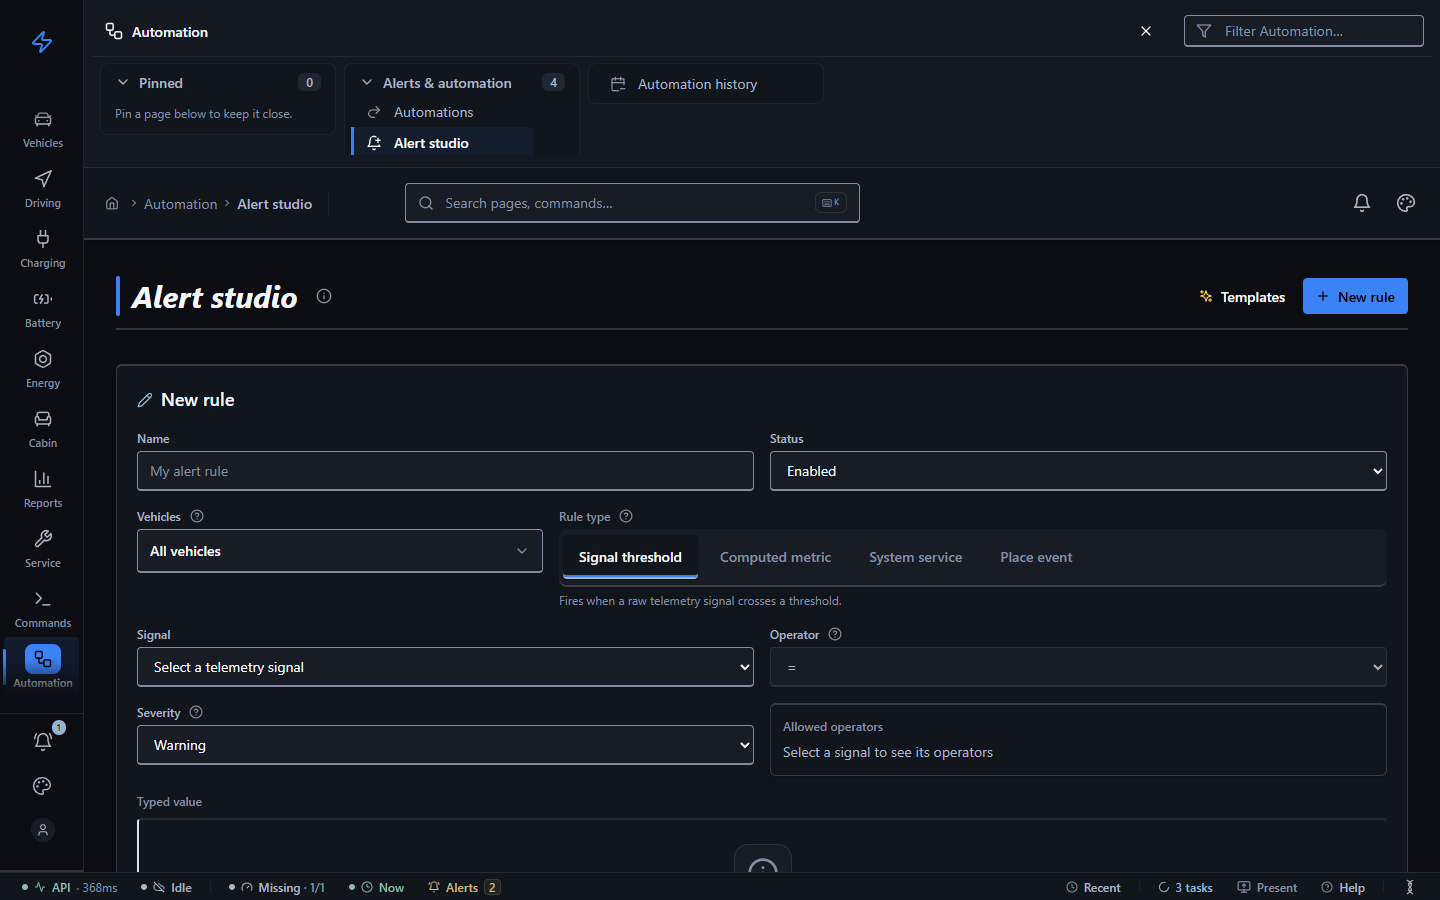 Automation
Filter Automation...
Pinned
0
Pin a page below to keep it close.
Alerts & automation
4
Automations
Alert studio
Automation history
Vehicles
Driving
Charging
Battery
Energy
Cabin
Reports
Service
Commands
Automation
1
Automation
Alert studio
Search pages, commands...
K
Alert studio
Templates
New rule
New rule
Name
My alert rule
Status
Enabled
Vehicles
All vehicles
Rule type
Signal threshold
Computed metric
System service
Place event
Fires when a raw telemetry signal crosses a threshold.
Signal
Select a telemetry signal
Operator
=
Severity
Warning
Allowed operators
Select a signal to see its operators
Typed value
API · 368ms
Idle
Missing · 1/1
Now
Alerts 2
Recent
3 tasks
Present
Help